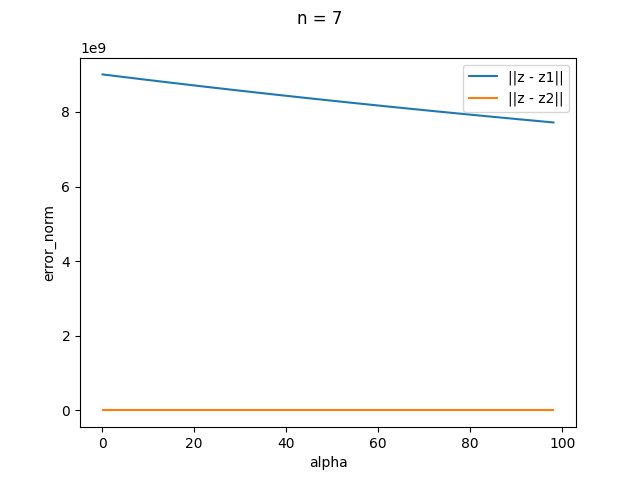 n = 7
1e9
||z - z1||
||z - z2||
8
6
4
2
0
error_norm
0 20 40 60 80 100
alpha